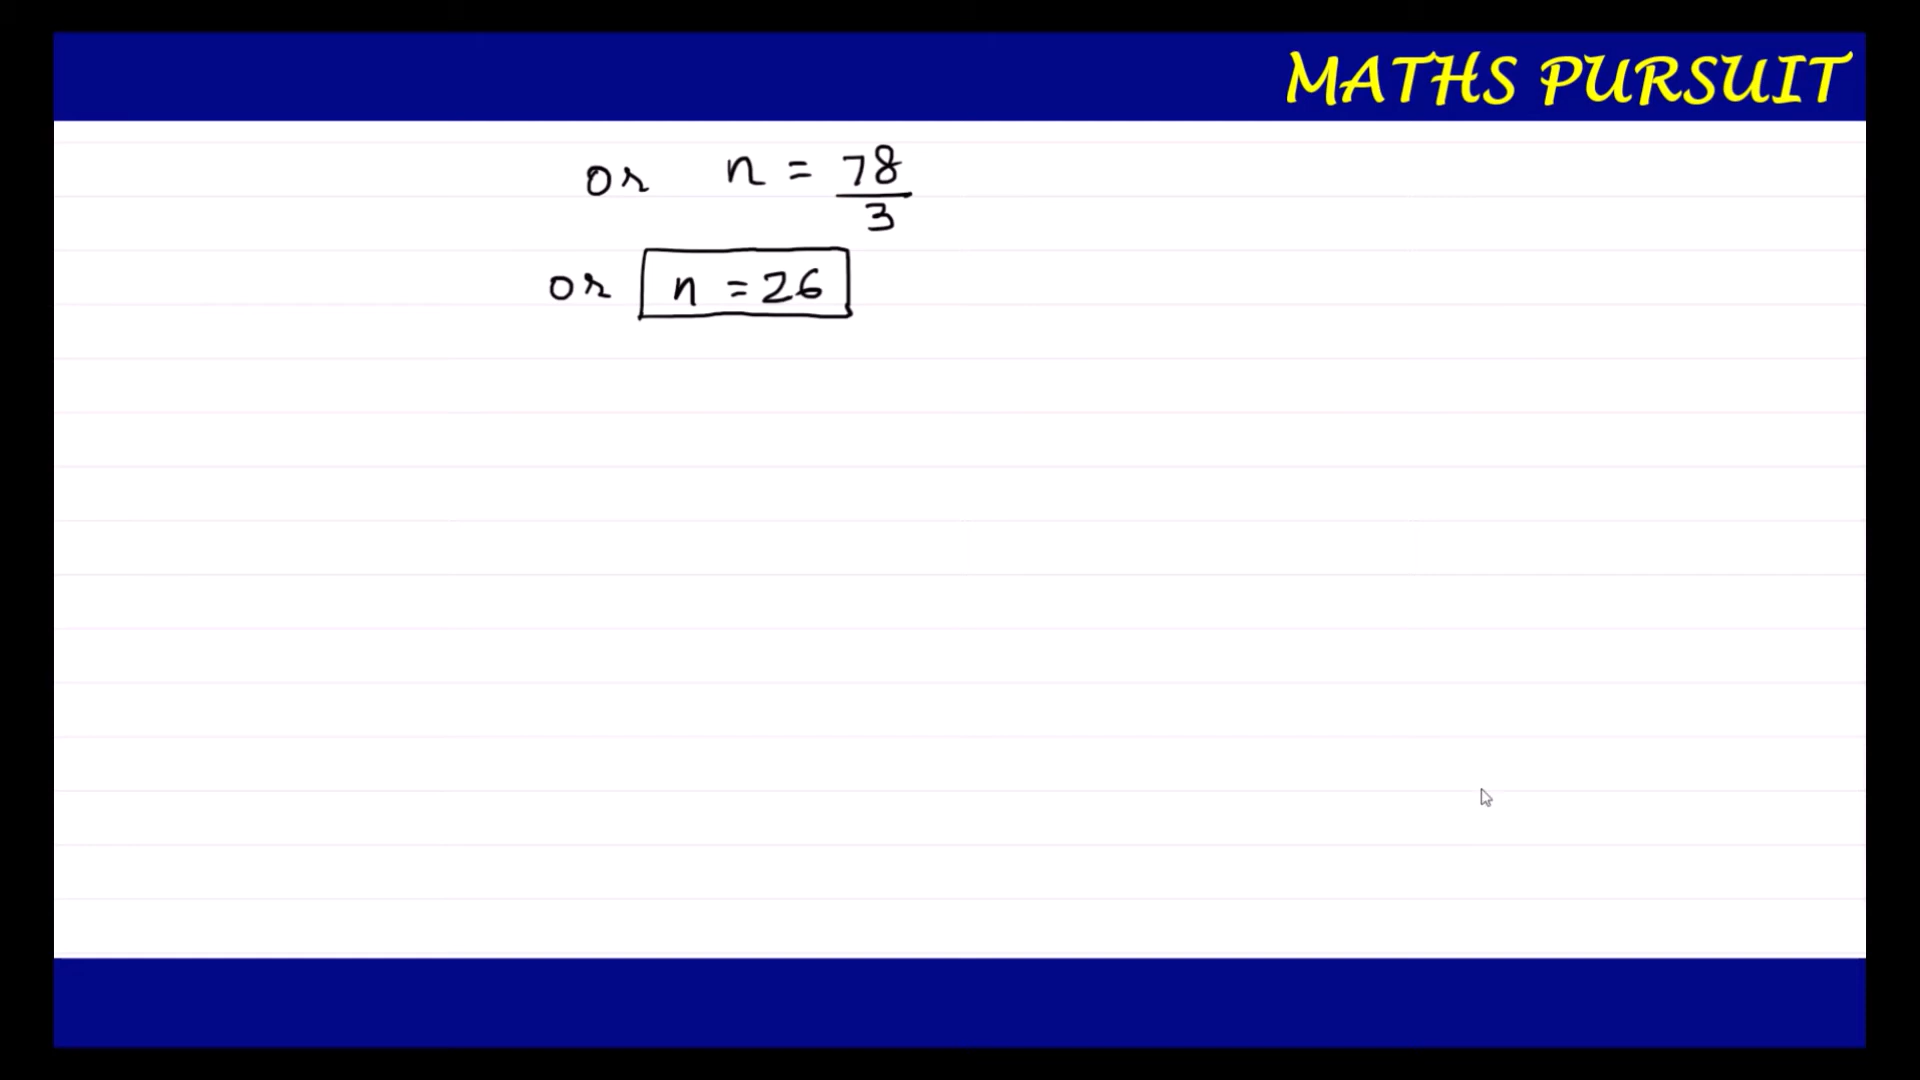 MATHS PURSUIT
or n = 78/3
or n = 26